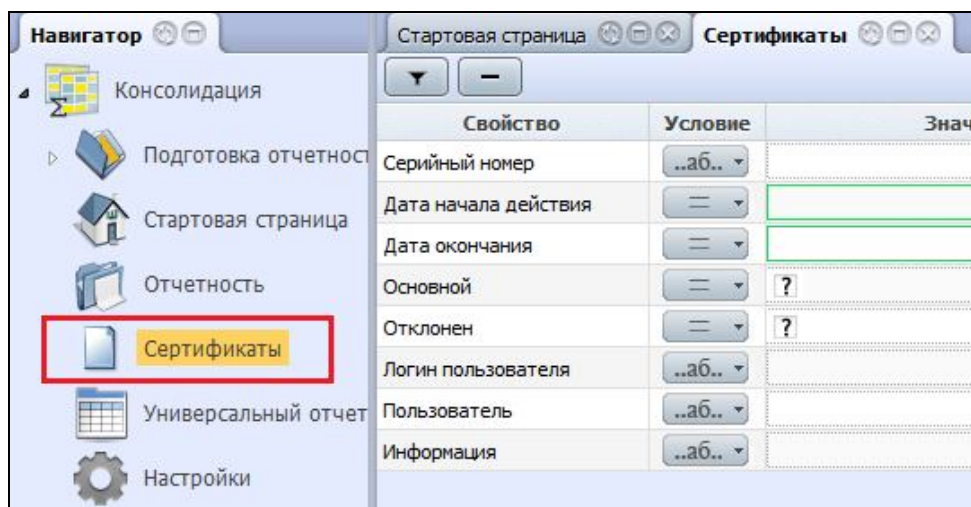 Навигатор
Консолидация
Подготовка отчетност
Стартовая страница
Отчетность
Сертификаты
Универсальный отчет
Настройки
Стартовая страница Сертификаты
Свойство Условие Знач
Серийный номер ..аб..
Дата начала действия =
Дата окончания =
Основной = ?
Отклонен = ?
Логин пользователя ..аб..
Пользователь ..аб..
Информация ..аб..